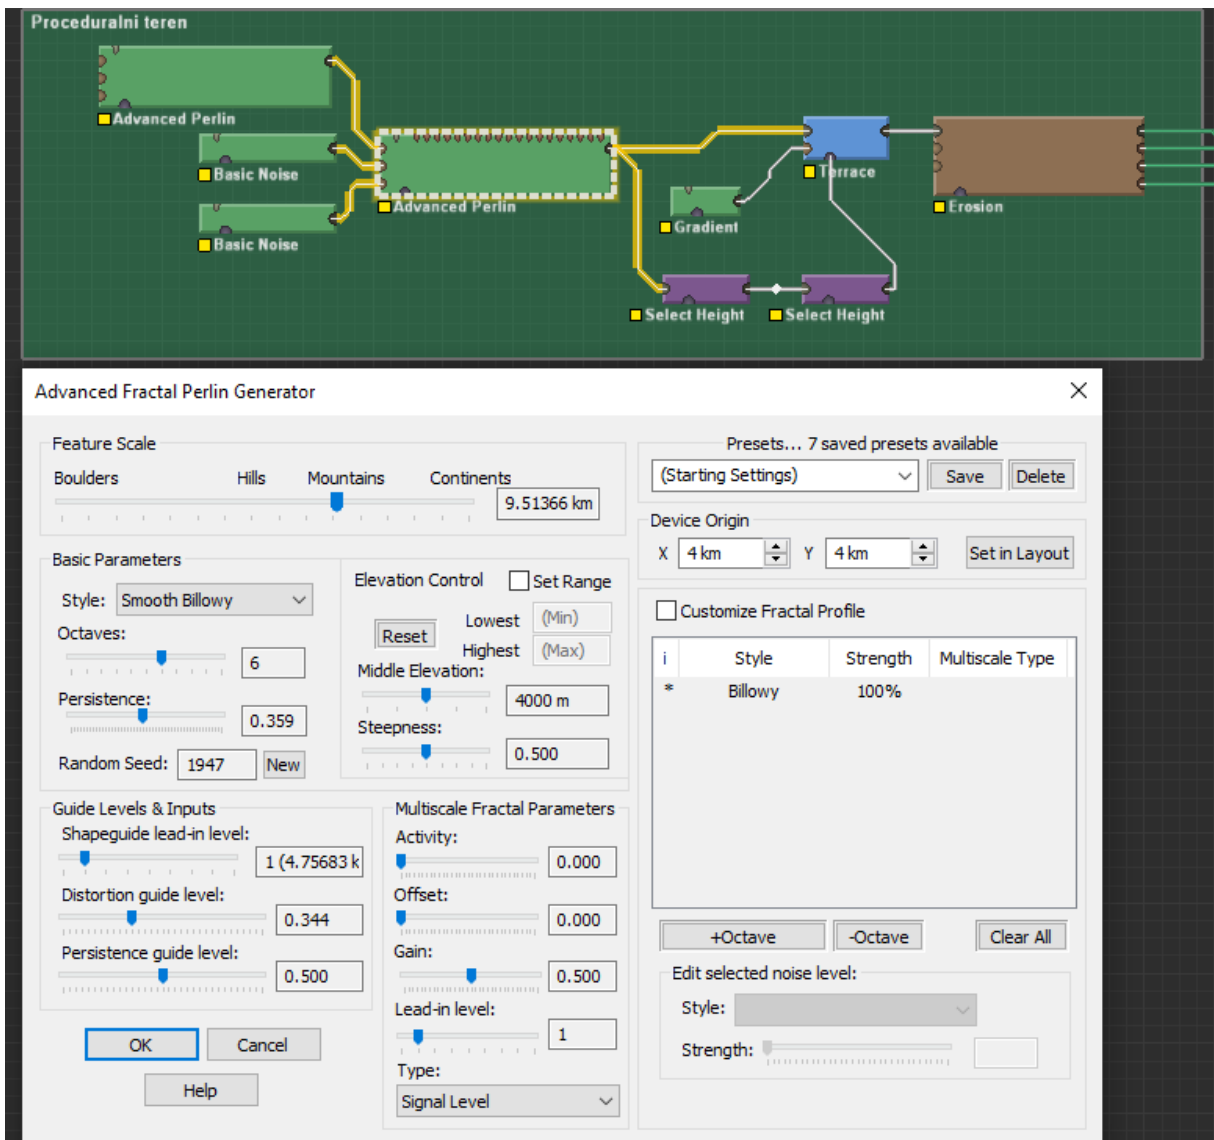 Proceduralni teren
Advanced Perlin
Basic Noise
Basic Noise
Advanced Perlin
Terrace
Gradient
Erosion
Select Height
Select Height
Advanced Fractal Perlin Generator
Feature Scale
Boulders Hills Mountains Continents
9.51366 km
Presets... 7 saved presets available
(Starting Settings) Save Delete
Device Origin
X 4 km Y 4 km Set in Layout
Basic Parameters
Style: Smooth Billowy
Octaves:
6
Persistence:
0.359
Random Seed: 1947 New
Elevation Control Set Range
Reset
Lowest (Min)
Highest (Max)
Middle Elevation:
4000 m
Steepness:
0.500
Customize Fractal Profile
i Style Strength Multiscale Type
* Billowy 100%
+Octave -Octave Clear All
Edit selected noise level:
Style:
Strength:
Guide Levels & Inputs
Shapeguide lead-in level:
1 (4.75683 k
Distortion guide level:
0.344
Persistence guide level:
0.500
Multiscale Fractal Parameters
Activity:
0.000
Offset:
0.000
Gain:
0.500
Lead-in level:
1
Type:
Signal Level
OK Cancel
Help